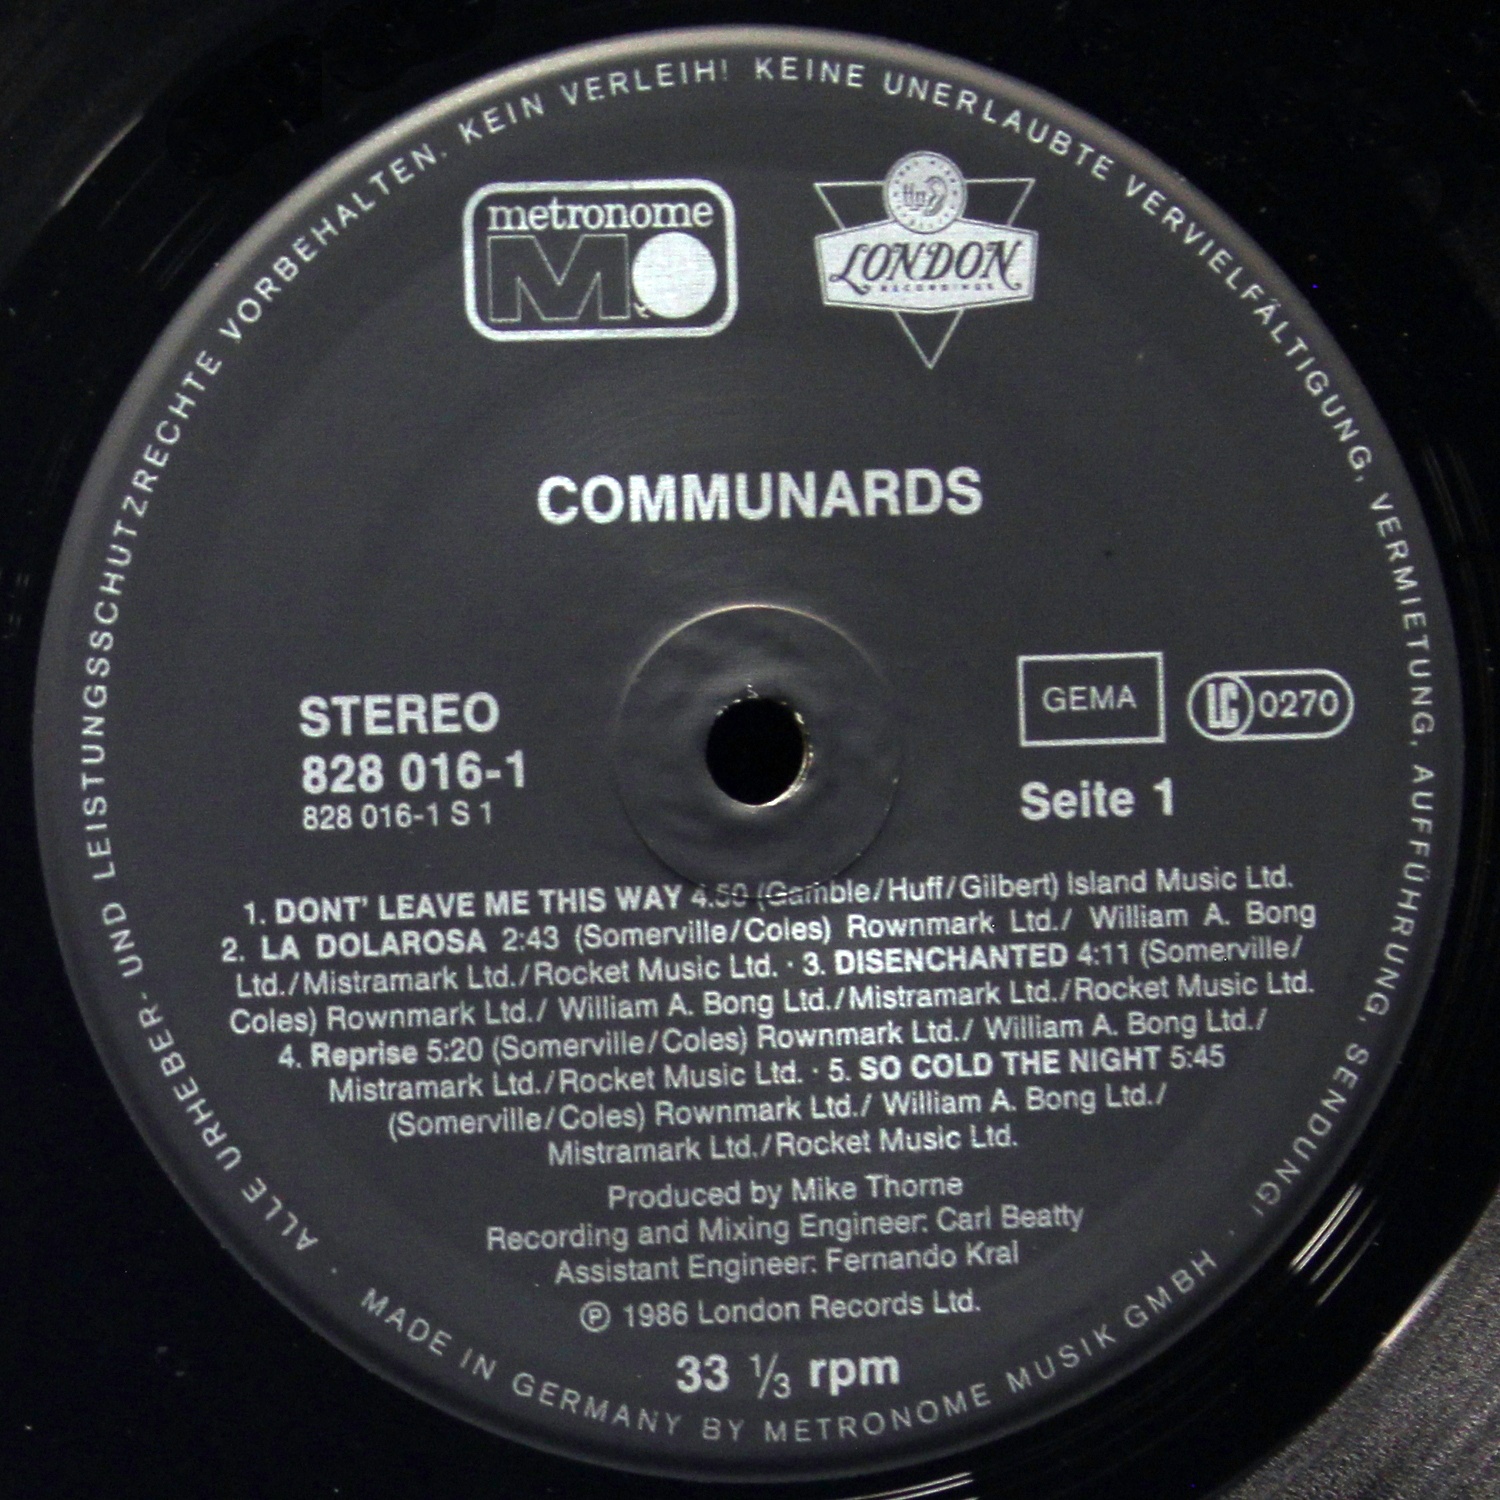 ALLE URHEBER- UND LEISTUNGSSCHUTZRECHTE VORBEHALTEN. KEIN VERLEIH! KEINE UNERLAUBTE VERVIELFÄLTIGUNG, VERMIETUNG, AUFFÜHRUNG, SENDUNG!
metronome
MO
LONDON
RECORDINGS
COMMUNARDS
STEREO
828 016-1
828 016-1 S 1
GEMA
LC 0270
Seite 1
1. DONT' LEAVE ME THIS WAY 4.50 (Gamble/Huff/Gilbert) Island Music Ltd.
2. LA DOLAROSA 2:43 (Somerville/Coles) Rownmark Ltd./ William A. Bong
Ltd./Mistramark Ltd./Rocket Music Ltd. · 3. DISENCHANTED 4:11 (Somerville/
Coles) Rownmark Ltd./ William A. Bong Ltd./Mistramark Ltd./Rocket Music Ltd.
4. Reprise 5:20 (Somerville/Coles) Rownmark Ltd./ William A. Bong Ltd./
Mistramark Ltd./Rocket Music Ltd. · 5. SO COLD THE NIGHT 5:45
(Somerville/Coles) Rownmark Ltd./ William A. Bong Ltd./
Mistramark Ltd./Rocket Music Ltd.
Produced by Mike Thorne
Recording and Mixing Engineer: Carl Beatty
Assistant Engineer: Fernando Kral
Ⓟ 1986 London Records Ltd.
33 ⅓ rpm
· MADE IN GERMANY BY METRONOME MUSIK GMBH ·